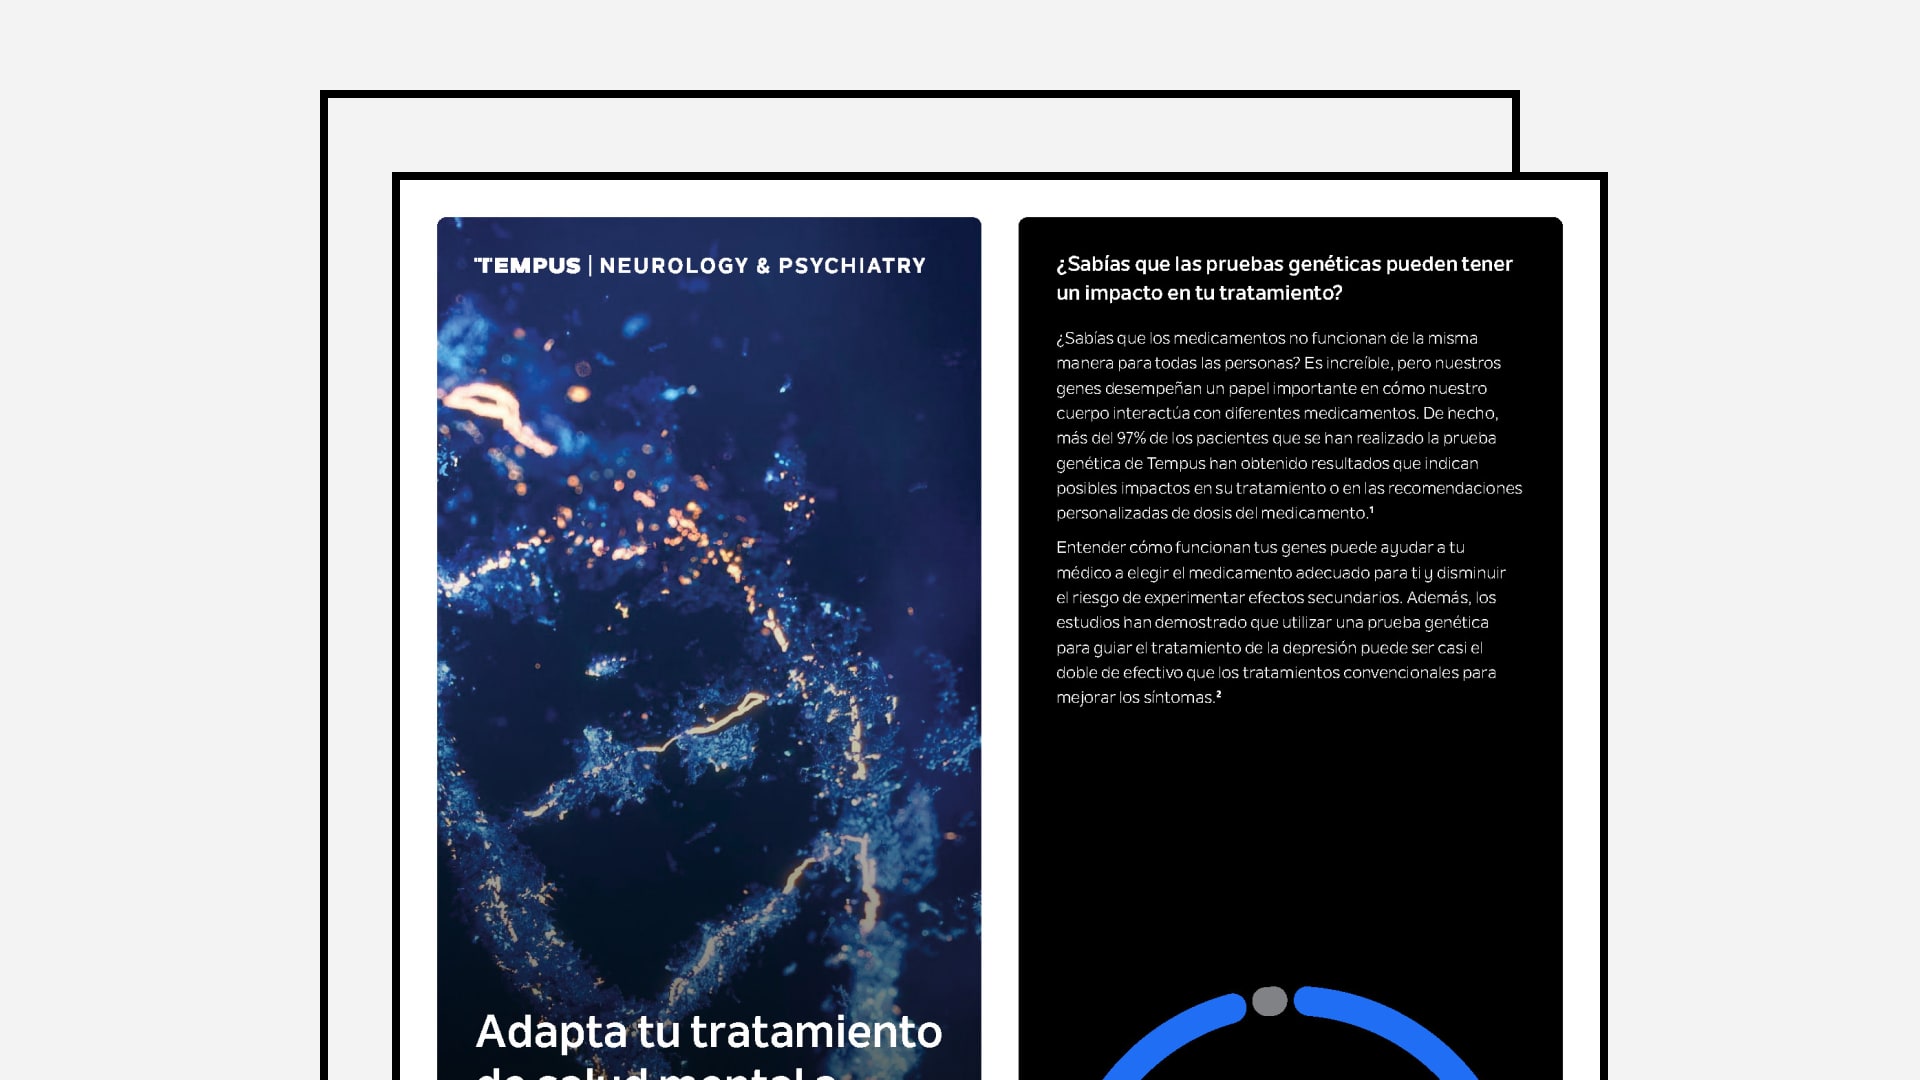 TEMPUS | NEUROLOGY & PSYCHIATRY
Adapta tu tratamiento
de salud mental a
¿Sabías que las pruebas genéticas pueden tener
un impacto en tu tratamiento?
¿Sabías que los medicamentos no funcionan de la misma
manera para todas las personas? Es increíble, pero nuestros
genes desempeñan un papel importante en cómo nuestro
cuerpo interactúa con diferentes medicamentos. De hecho,
más del 97% de los pacientes que se han realizado la prueba
genética de Tempus han obtenido resultados que indican
posibles impactos en su tratamiento o en las recomendaciones
personalizadas de dosis del medicamento.¹
Entender cómo funcionan tus genes puede ayudar a tu
médico a elegir el medicamento adecuado para ti y disminuir
el riesgo de experimentar efectos secundarios. Además, los
estudios han demostrado que utilizar una prueba genética
para guiar el tratamiento de la depresión puede ser casi el
doble de efectivo que los tratamientos convencionales para
mejorar los síntomas.²